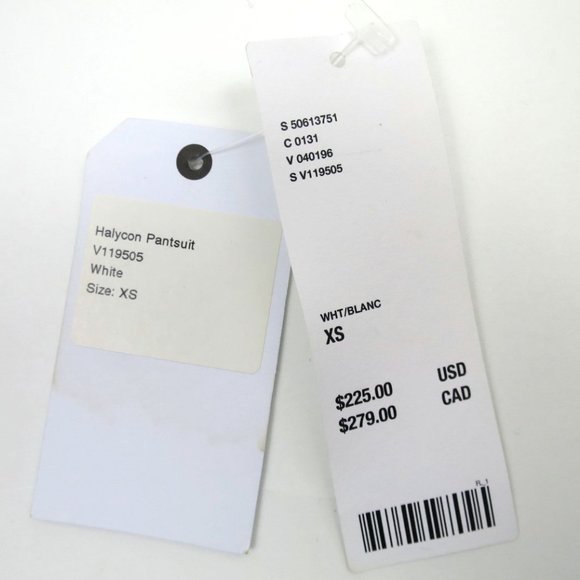 Halycon Pantsuit
V119505
White
Size: XS
S 50613751
C 0131
V 040196
S V119505
WHT/BLANC
XS
$225.00 USD
$279.00 CAD
R_1